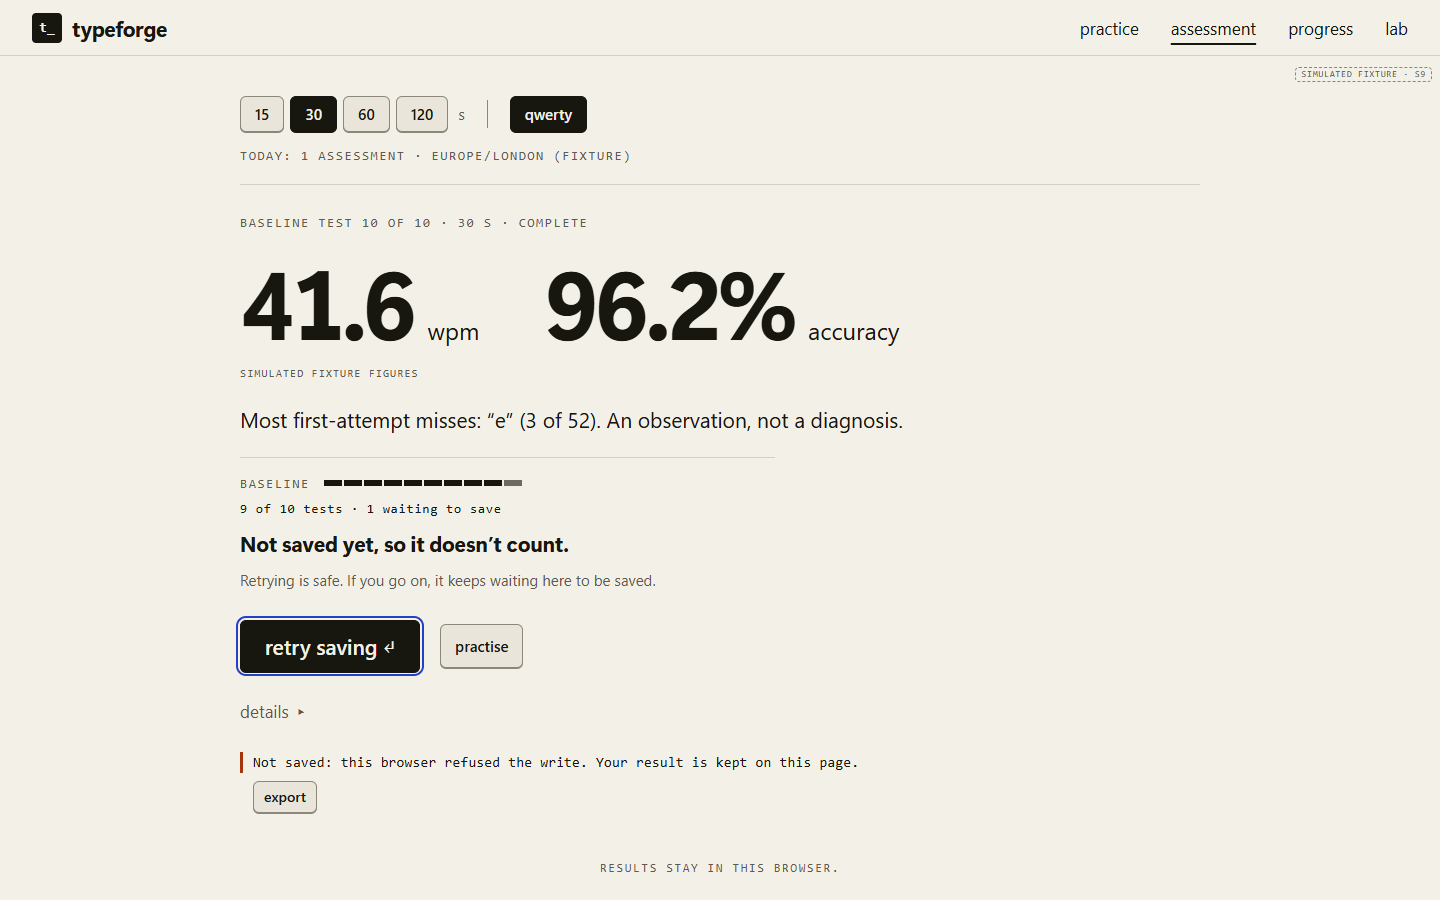 t_ typeforge practice assessment progress lab
SIMULATED FIXTURE · S9
15 30 60 120 s qwerty
TODAY: 1 ASSESSMENT · EUROPE/LONDON (FIXTURE)
BASELINE TEST 10 OF 10 · 30 S · COMPLETE
41.6 wpm 96.2% accuracy
SIMULATED FIXTURE FIGURES
Most first-attempt misses: “e” (3 of 52). An observation, not a diagnosis.
BASELINE
9 of 10 tests · 1 waiting to save
Not saved yet, so it doesn’t count.
Retrying is safe. If you go on, it keeps waiting here to be saved.
retry saving ↵ practise
details ▸
Not saved: this browser refused the write. Your result is kept on this page.
export
RESULTS STAY IN THIS BROWSER.